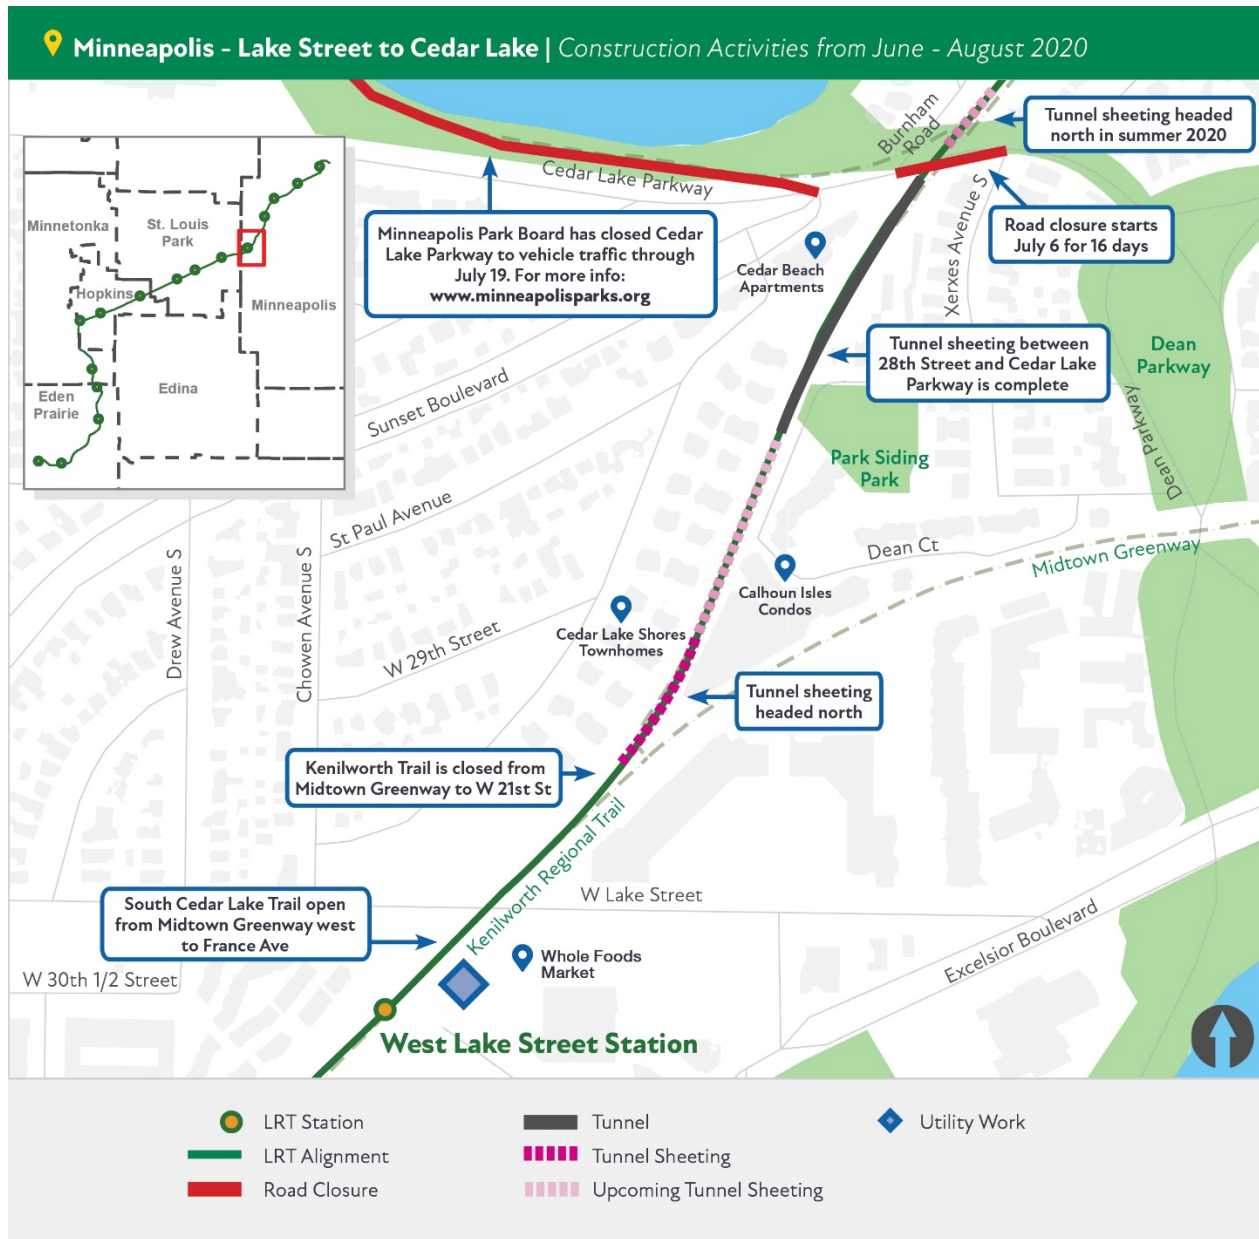 Minneapolis - Lake Street to Cedar Lake | Construction Activities from June - August 2020
Burnham
Road
Tunnel sheeting headed
north in summer 2020
Cedar Lake Parkway
Minnetonka
St. Louis
Park
Hopkins
Minneapolis
Edina
Eden
Prairie
Minneapolis Park Board has closed Cedar
Lake Parkway to vehicle traffic through
July 19. For more info:
www.minneapolisparks.org
Cedar Beach
Apartments
Xerxes Avenue S
Road closure starts
July 6 for 16 days
Tunnel sheeting between
28th Street and Cedar Lake
Parkway is complete
Dean
Parkway
Dean Parkway
Sunset Boulevard
Park Siding
Park
St Paul Avenue
Dean Ct
Midtown Greenway
Drew Avenue S
Chowen Avenue S
W 29th Street
Cedar Lake Shores
Townhomes
Calhoun Isles
Condos
Tunnel sheeting
headed north
Kenilworth Trail is closed from
Midtown Greenway to W 21st St
Kenilworth Regional Trail
W Lake Street
South Cedar Lake Trail open
from Midtown Greenway west
to France Ave
Excelsior Boulevard
W 30th 1/2 Street
Whole Foods
Market
West Lake Street Station
LRT Station
LRT Alignment
Road Closure
Tunnel
Tunnel Sheeting
Upcoming Tunnel Sheeting
Utility Work